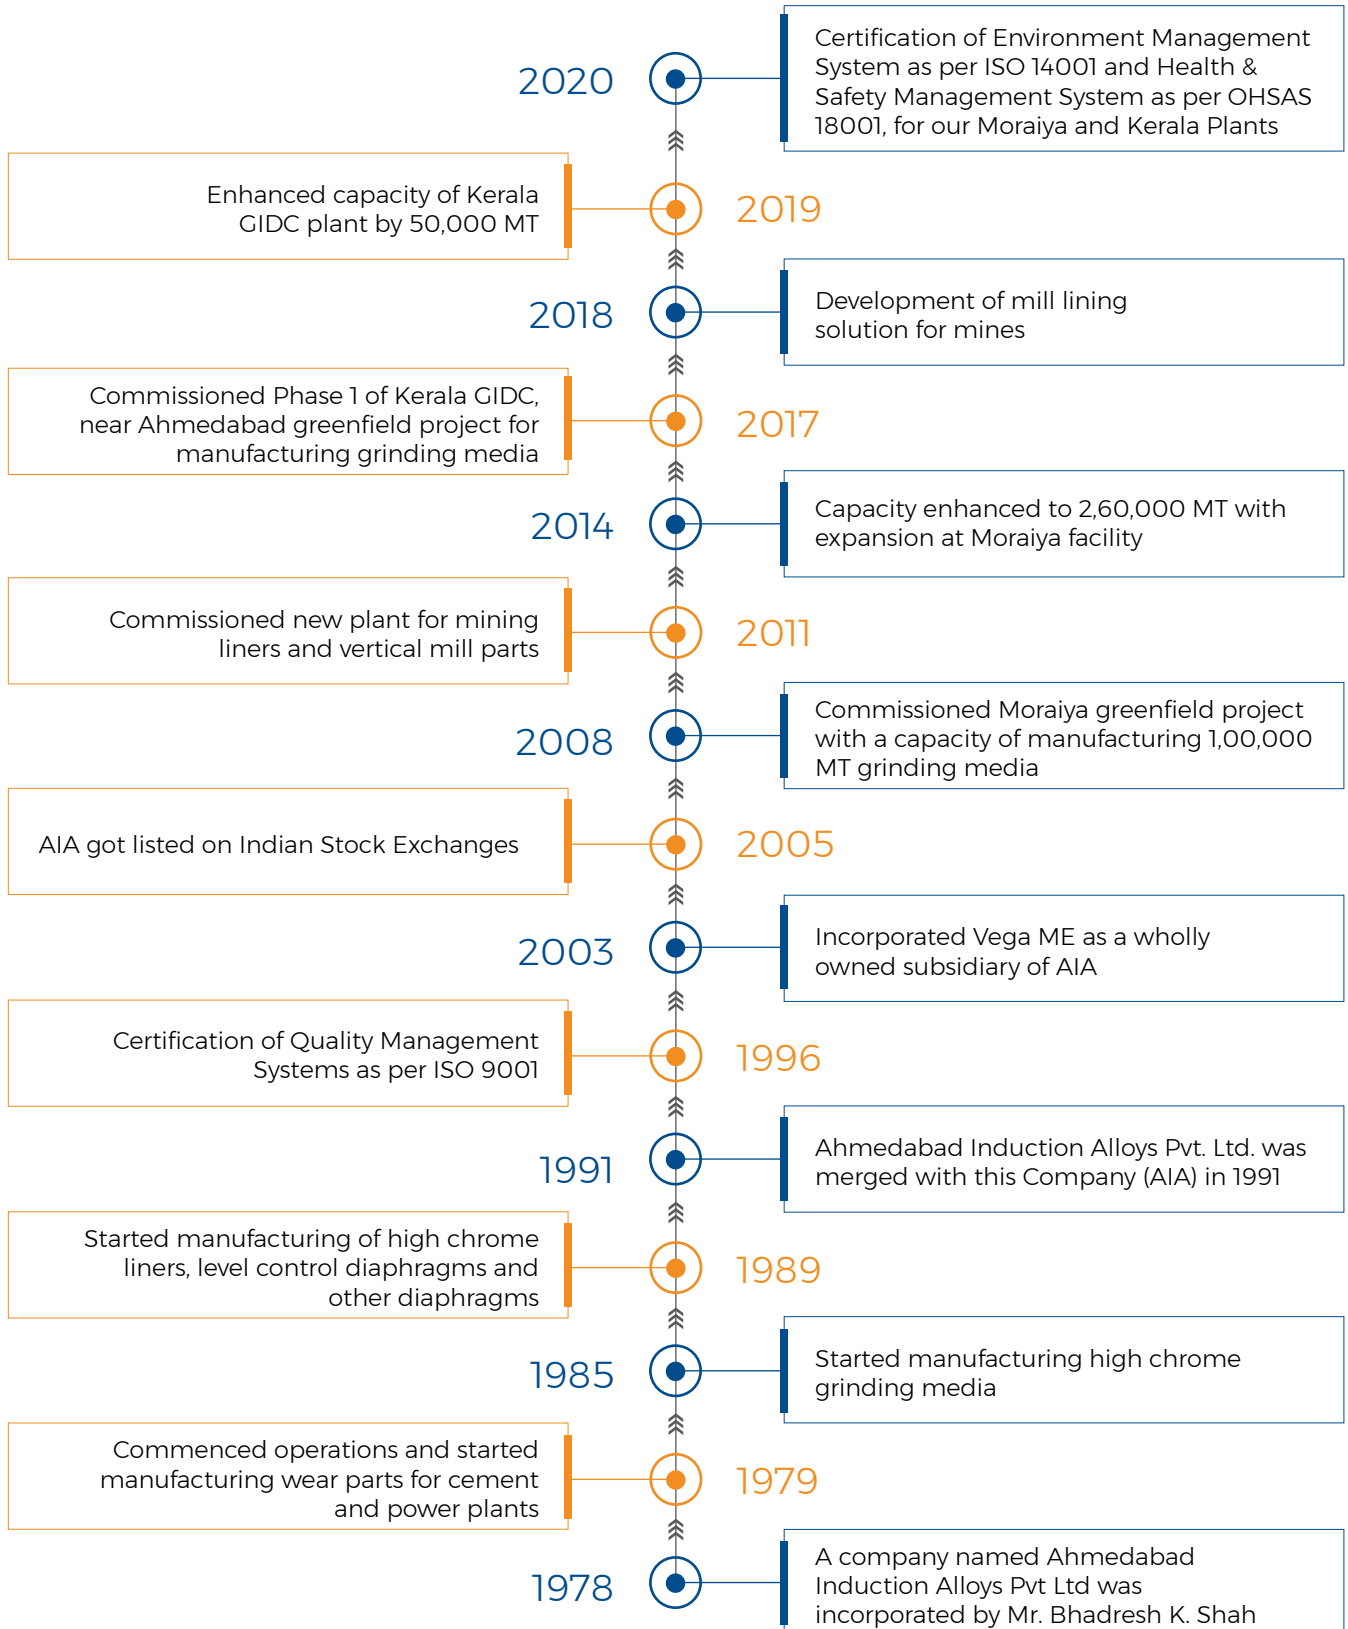 2020
Certification of Environment Management
System as per ISO 14001 and Health &
Safety Management System as per OHSAS
18001, for our Moraiya and Kerala Plants
Enhanced capacity of Kerala
GIDC plant by 50,000 MT
2019
2018
Development of mill lining
solution for mines
Commissioned Phase 1 of Kerala GIDC,
near Ahmedabad greenfield project for
manufacturing grinding media
2017
2014
Capacity enhanced to 2,60,000 MT with
expansion at Moraiya facility
Commissioned new plant for mining
liners and vertical mill parts
2011
2008
Commissioned Moraiya greenfield project
with a capacity of manufacturing 1,00,000
MT grinding media
AIA got listed on Indian Stock Exchanges
2005
2003
Incorporated Vega ME as a wholly
owned subsidiary of AIA
Certification of Quality Management
Systems as per ISO 9001
1996
1991
Ahmedabad Induction Alloys Pvt. Ltd. was
merged with this Company (AIA) in 1991
Started manufacturing of high chrome
liners, level control diaphragms and
other diaphragms
1989
1985
Started manufacturing high chrome
grinding media
Commenced operations and started
manufacturing wear parts for cement
and power plants
1979
1978
A company named Ahmedabad
Induction Alloys Pvt Ltd was
incorporated by Mr. Bhadresh K. Shah